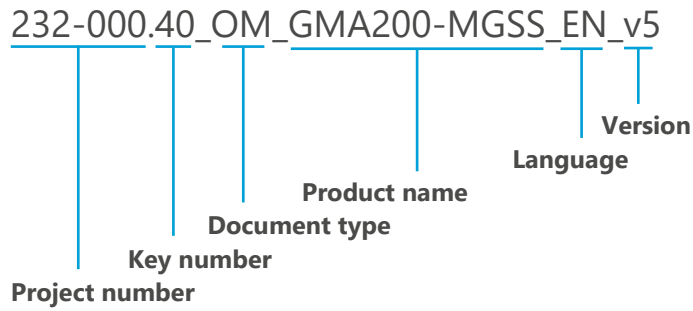 232-000.40_OM_GMA200-MGSS_EN_v5
Version
Language
Product name
Document type
Key number
Project number